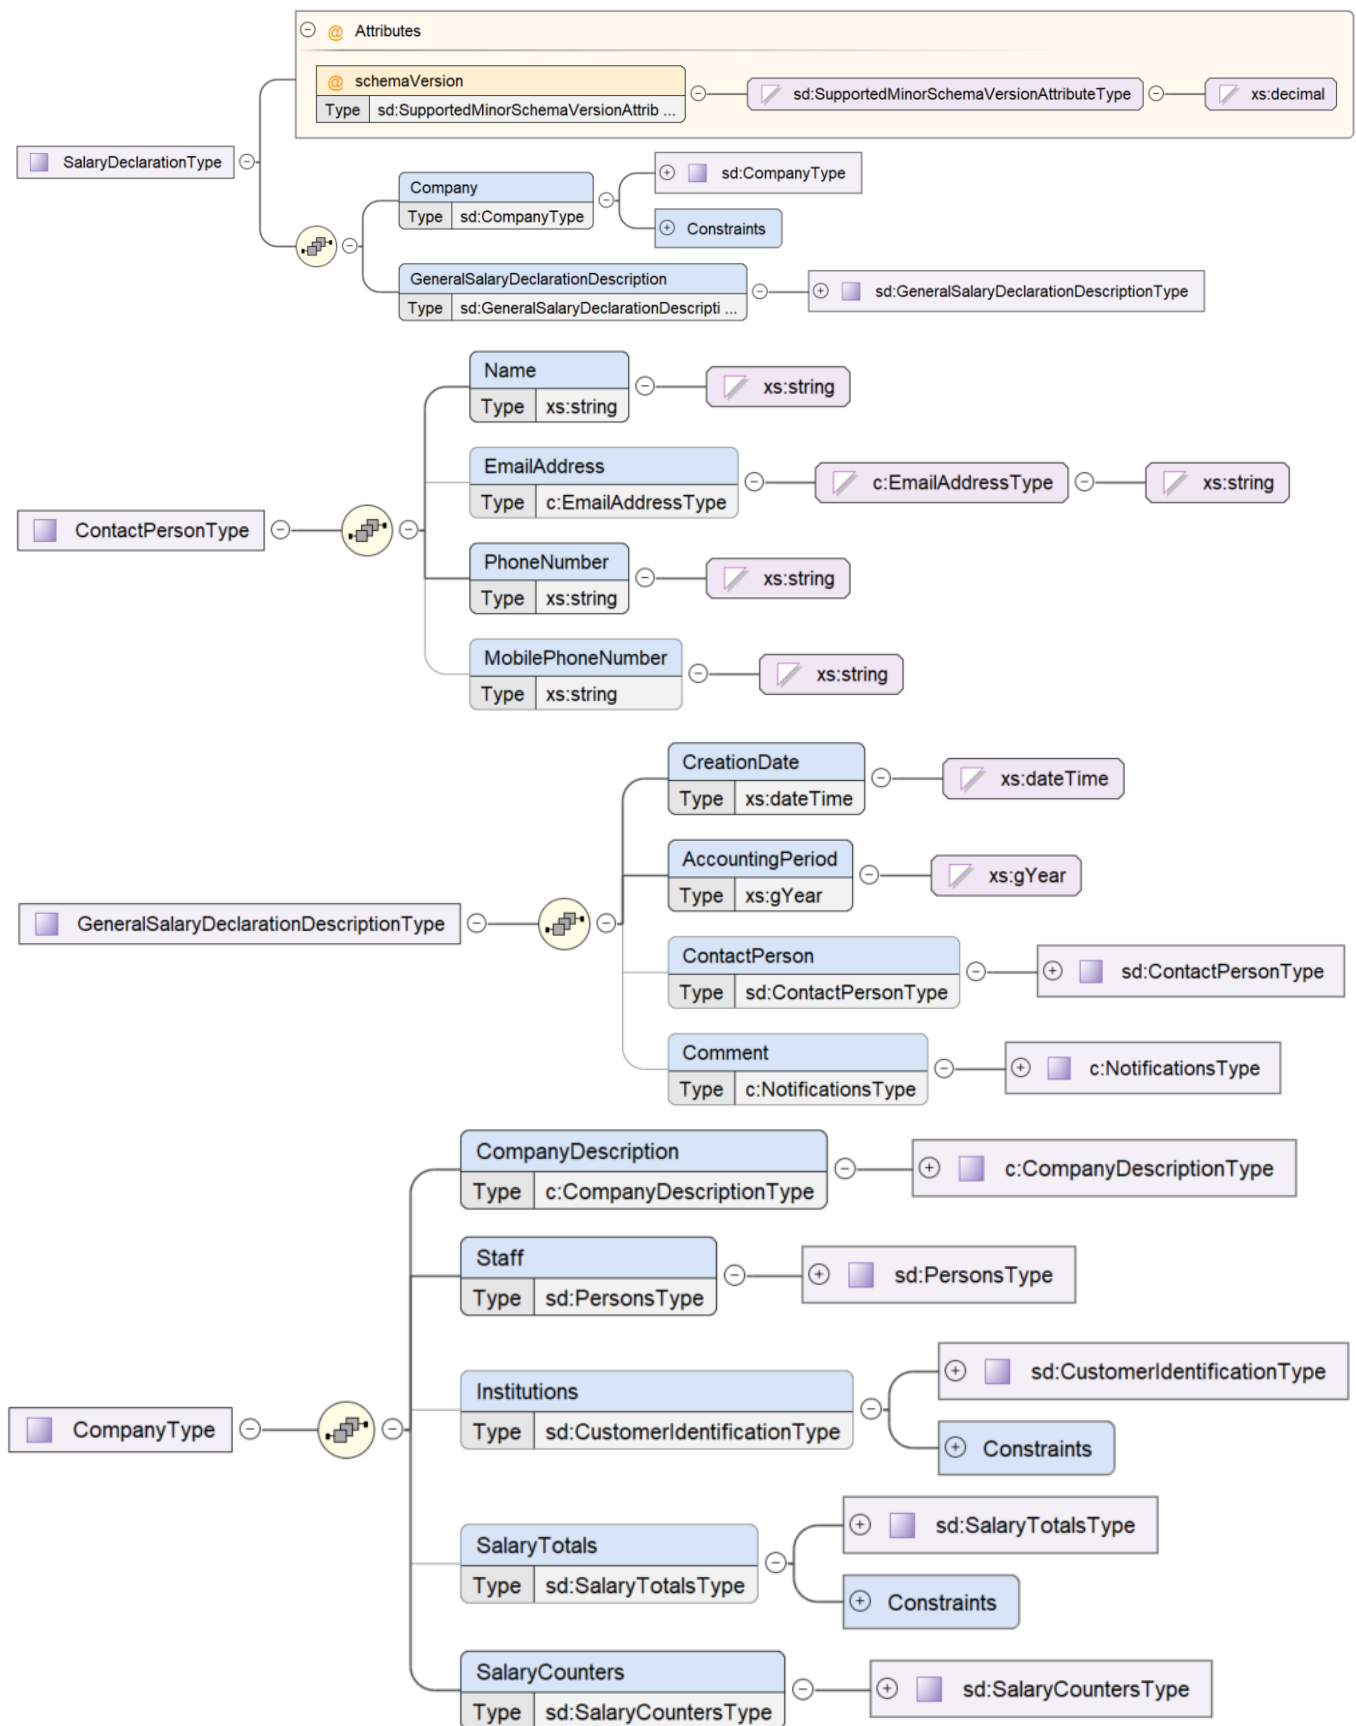 @ Attributes
@ schemaVersion
Type sd:SupportedMinorSchemaVersionAttrib ...
sd:SupportedMinorSchemaVersionAttributeType
xs:decimal
SalaryDeclarationType
Company
Type sd:CompanyType
sd:CompanyType
Constraints
GeneralSalaryDeclarationDescription
Type sd:GeneralSalaryDeclarationDescripti ...
sd:GeneralSalaryDeclarationDescriptionType
Name
Type xs:string
xs:string
EmailAddress
Type c:EmailAddressType
c:EmailAddressType
xs:string
ContactPersonType
PhoneNumber
Type xs:string
xs:string
MobilePhoneNumber
Type xs:string
xs:string
CreationDate
Type xs:dateTime
xs:dateTime
AccountingPeriod
Type xs:gYear
xs:gYear
GeneralSalaryDeclarationDescriptionType
ContactPerson
Type sd:ContactPersonType
sd:ContactPersonType
Comment
Type c:NotificationsType
c:NotificationsType
CompanyDescription
Type c:CompanyDescriptionType
c:CompanyDescriptionType
Staff
Type sd:PersonsType
sd:PersonsType
Institutions
Type sd:CustomerIdentificationType
sd:CustomerIdentificationType
Constraints
CompanyType
SalaryTotals
Type sd:SalaryTotalsType
sd:SalaryTotalsType
Constraints
SalaryCounters
Type sd:SalaryCountersType
sd:SalaryCountersType